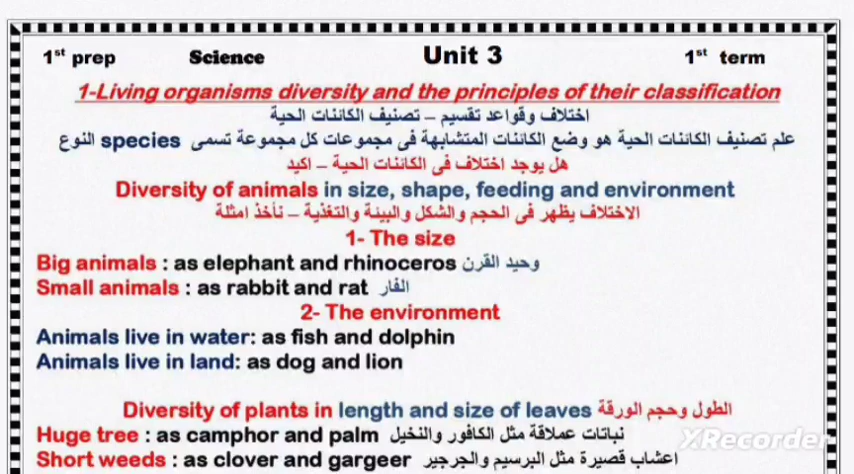 1st prep Science Unit 3 1st term
1-Living organisms diversity and the principles of their classification
اختلاف وقواعد تقسيم – تصنيف الكائنات الحية
علم تصنيف الكائنات الحية هو وضع الكائنات المتشابهة فى مجموعات كل مجموعة تسمى species النوع
هل يوجد اختلاف فى الكائنات الحية – اكيد
Diversity of animals in size, shape, feeding and environment
الاختلاف يظهر فى الحجم والشكل والبيئة والتغذية – نأخذ امثلة
1- The size
Big animals : as elephant and rhinoceros وحيد القرن
Small animals : as rabbit and rat الفار
2- The environment
Animals live in water: as fish and dolphin
Animals live in land: as dog and lion
Diversity of plants in length and size of leaves الطول وحجم الورقة
Huge tree : as camphor and palm نباتات عملاقة مثل الكافور والنخيل
Short weeds : as clover and gargeer اعشاب قصيرة مثل البرسيم والجرجير
XRecorder